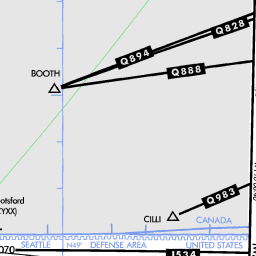 Q894
Q828
BOOTH
Q888
Q983
otsford
YXX)
CILLI
CANADA
SEATTLE N49° DEFENSE AREA UNITED STATES
070
J534